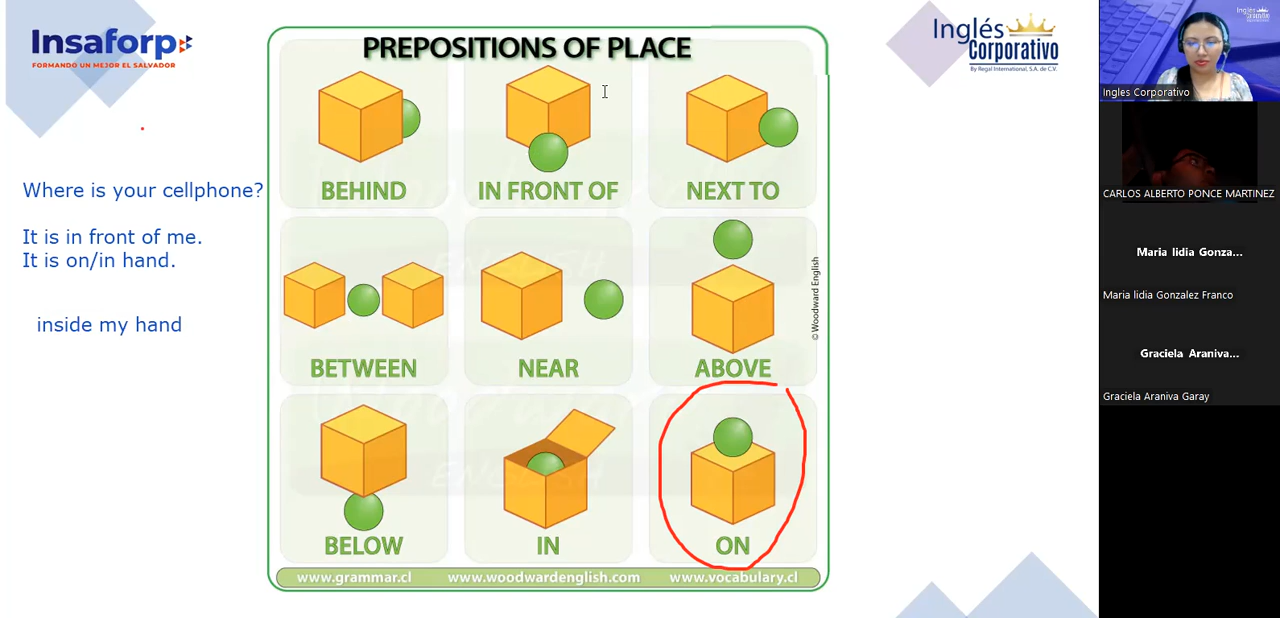 Insaforp
FORMANDO UN MEJOR EL SALVADOR
PREPOSITIONS OF PLACE
Inglés
Corporativo
By Regal International, S.A. de C.V.
Where is your cellphone?
It is in front of me.
It is on/in hand.
inside my hand
BEHIND
IN FRONT OF
NEXT TO
BETWEEN
NEAR
ABOVE
BELOW
IN
ON
© Woodward English
www.grammar.cl www.woodwardenglish.com www.vocabulary.cl
Ingles Corporativo
CARLOS ALBERTO PONCE MARTINEZ
Maria lidia Gonza...
Maria lidia Gonzalez Franco
Graciela Araniva...
Graciela Araniva Garay